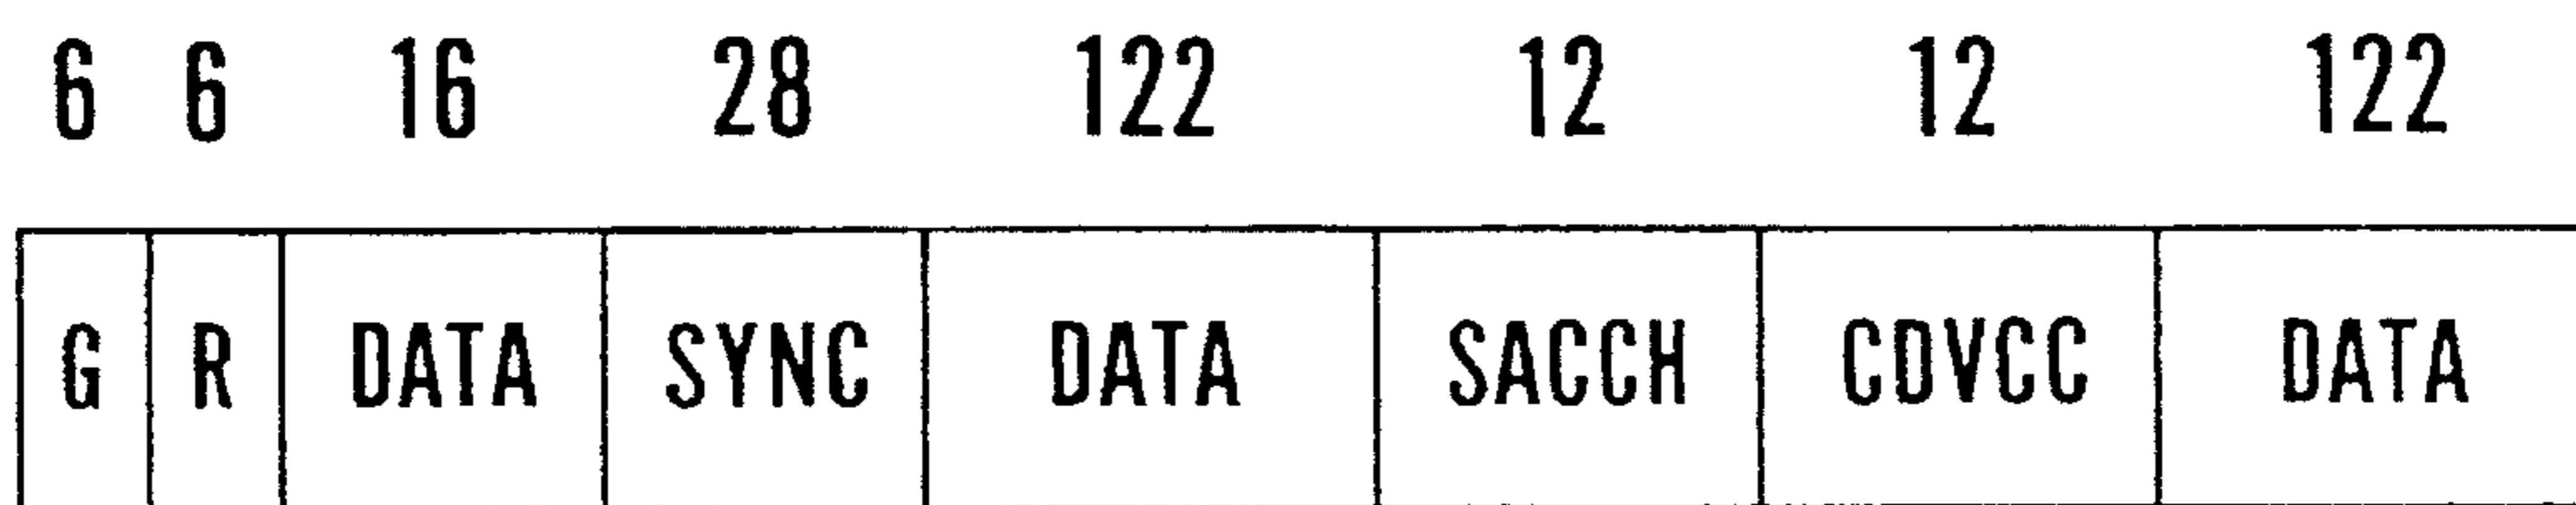 6 6 16 28 122 12 12 122
G R DATA SYNC DATA SACCH CDVCC DATA